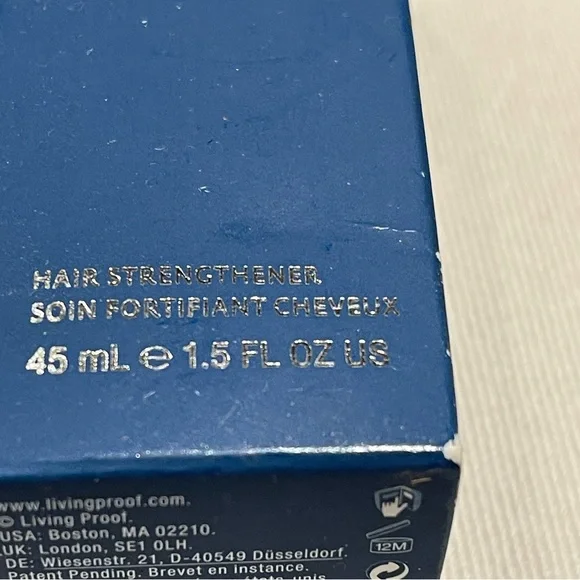 HAIR STRENGTHENER
SOIN FORTIFIANT CHEVEUX
45 mL ℮ 1.5 FL OZ US
www.livingproof.com.
© Living Proof.
USA: Boston, MA 02210.
UK: London, SE1 0LH.
DE: Wiesenstr. 21, D-40549 Düsseldorf.
Patent Pending. Brevet en instance.
12M